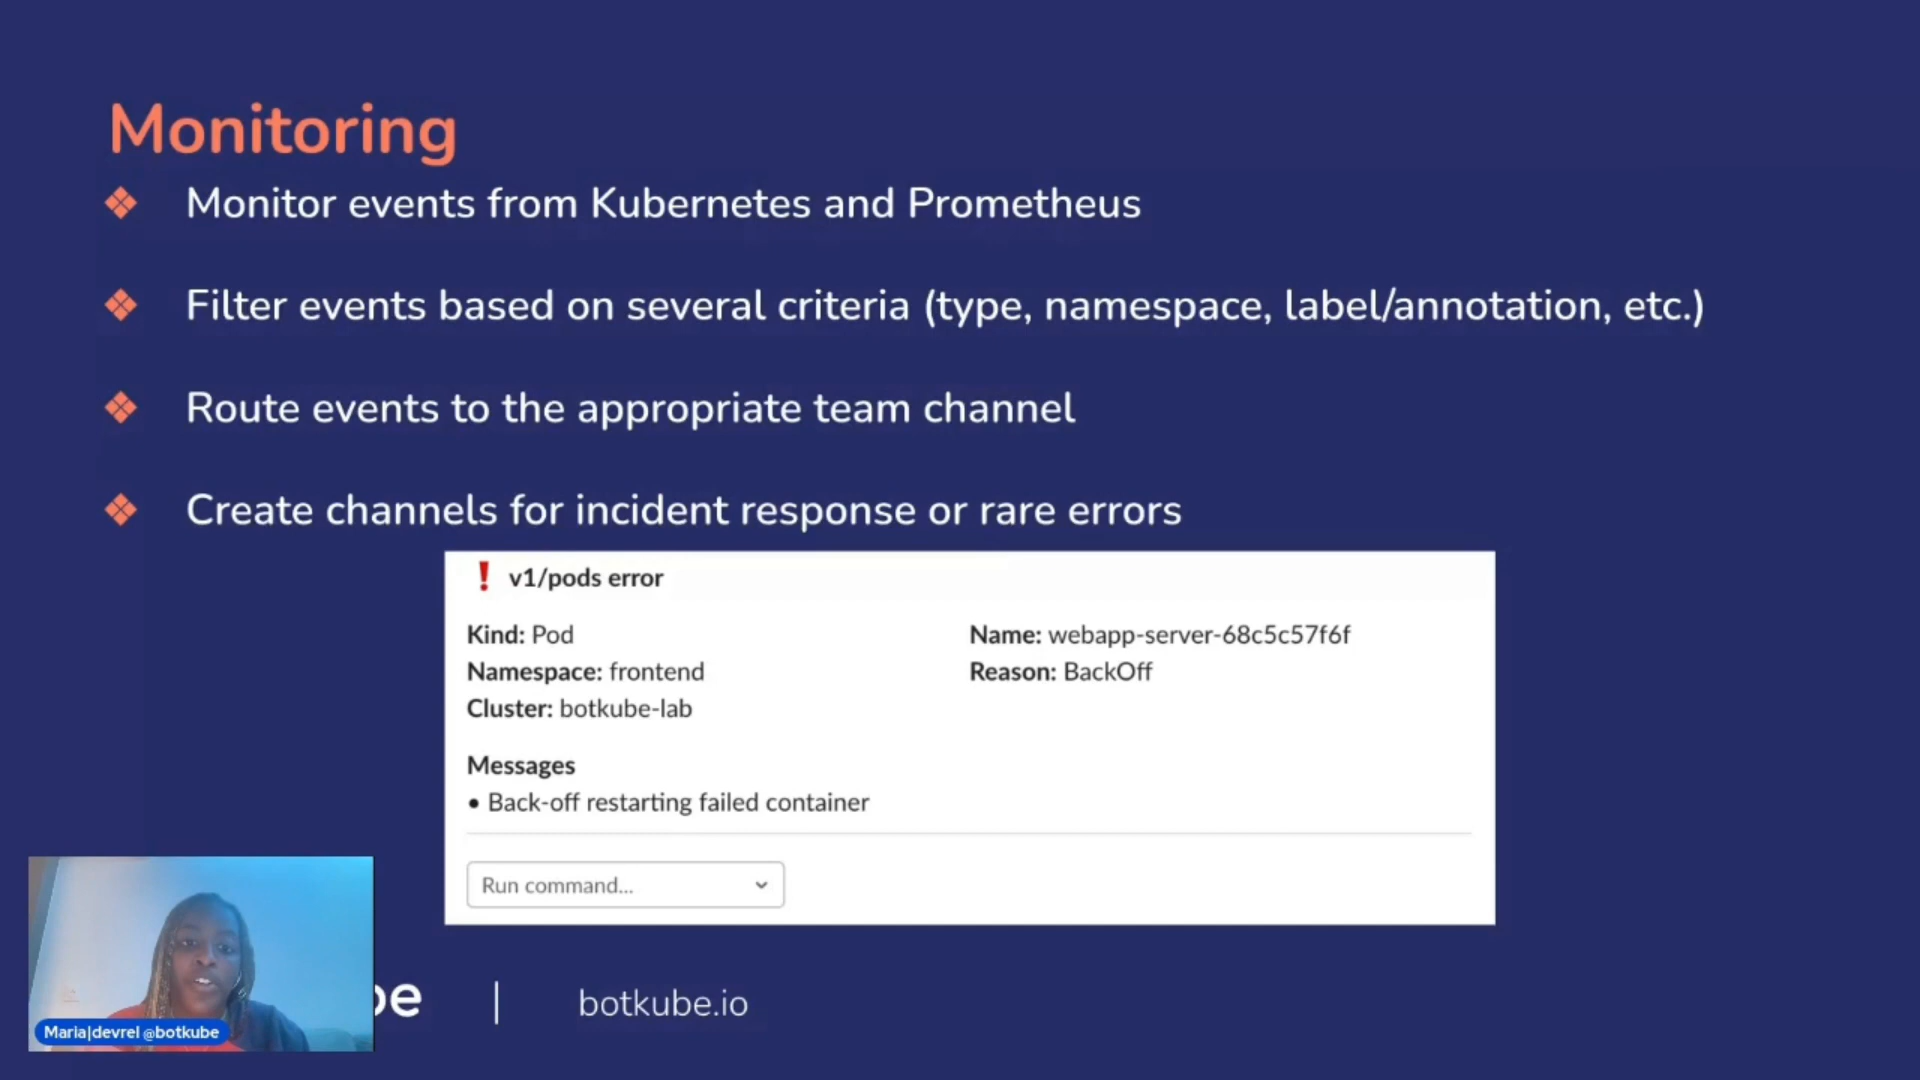 Monitoring
❖ Monitor events from Kubernetes and Prometheus
❖ Filter events based on several criteria (type, namespace, label/annotation, etc.)
❖ Route events to the appropriate team channel
❖ Create channels for incident response or rare errors
❗ v1/pods error
Kind: Pod
Name: webapp-server-68c5c57f6f
Namespace: frontend
Reason: BackOff
Cluster: botkube-lab
Messages
• Back-off restarting failed container
Run command...
be | botkube.io
Maria|devrel @botkube